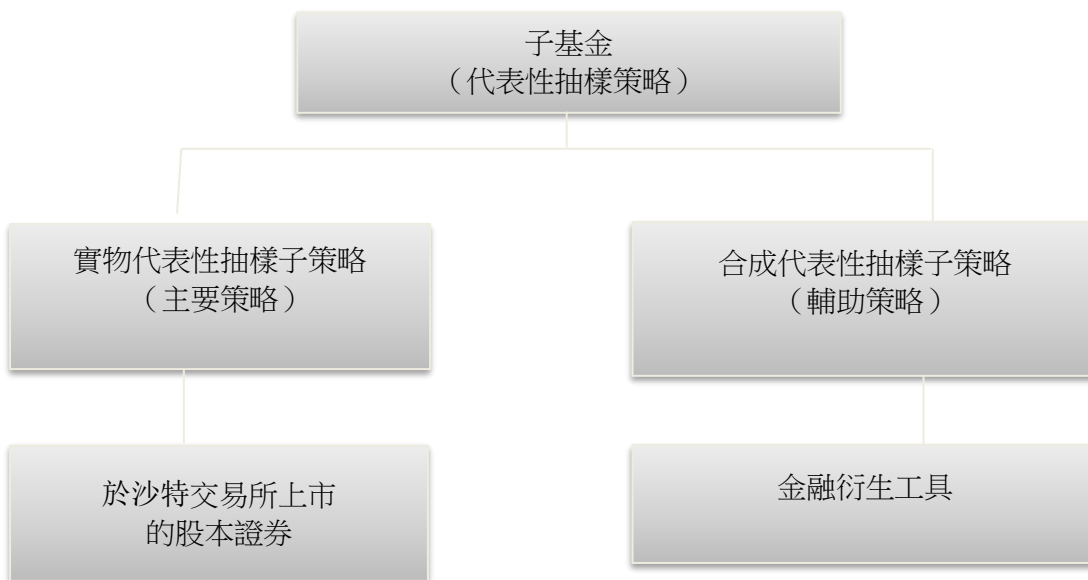 子基金
（代表性抽樣策略）
實物代表性抽樣子策略
（主要策略）
合成代表性抽樣子策略
（輔助策略）
於沙特交易所上市
的股本證券
金融衍生工具